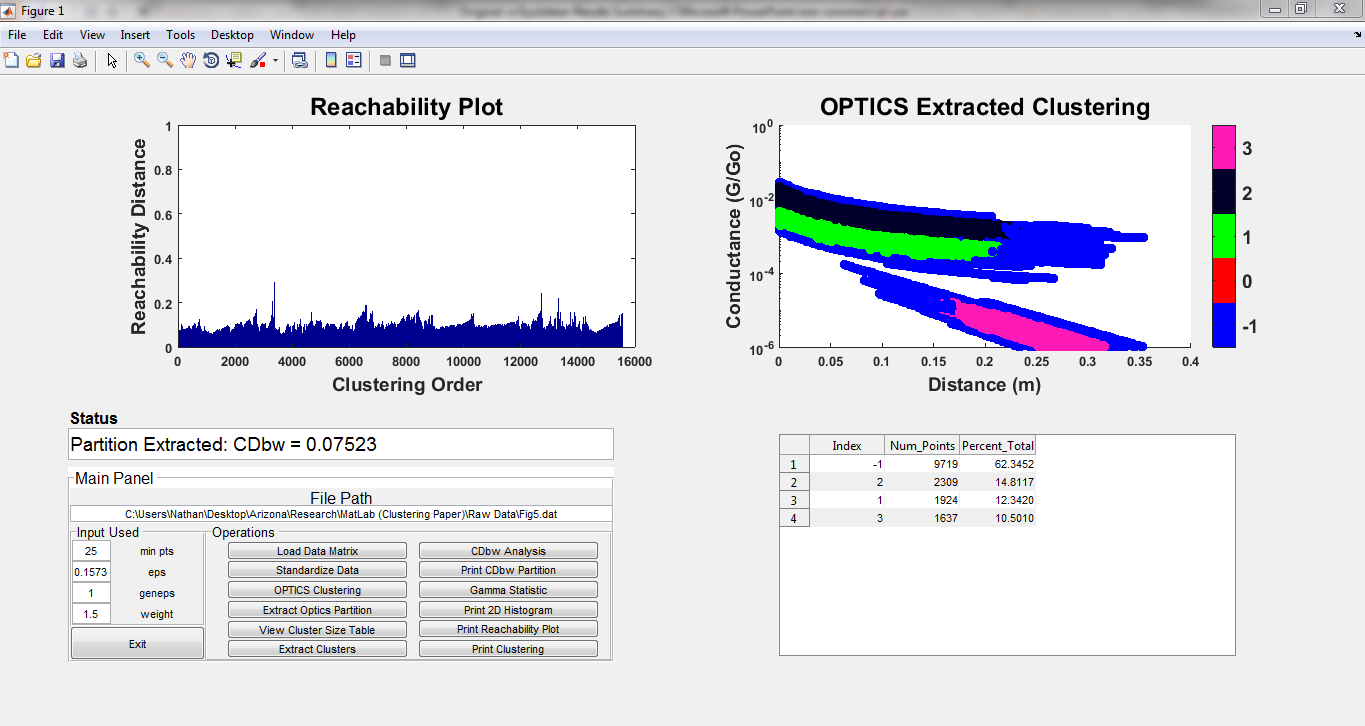 Figure 1
File Edit View Insert Tools Desktop Window Help
Reachability Plot
1
0.8
0.6
0.4
0.2
0
Reachability Distance
0 2000 4000 6000 8000 10000 12000 14000 16000
Clustering Order
OPTICS Extracted Clustering
10^0
10^-2
10^-4
10^-6
Conductance (G/Go)
0 0.05 0.1 0.15 0.2 0.25 0.3 0.35 0.4
Distance (m)
3
2
1
0
-1
Status
Partition Extracted: CDbw = 0.07523
Main Panel
File Path
C:\Users\Nathan\Desktop\Arizona\Research\MatLab (Clustering Paper)\Raw Data\Fig5.dat
Input Used
25 min pts
0.1573 eps
1 geneps
1.5 weight
Exit
Operations
Load Data Matrix CDbw Analysis
Standardize Data Print CDbw Partition
OPTICS Clustering Gamma Statistic
Extract Optics Partition Print 2D Histogram
View Cluster Size Table Print Reachability Plot
Extract Clusters Print Clustering
Index Num_Points Percent_Total
1 -1 9719 62.3452
2 2 2309 14.8117
3 1 1924 12.3420
4 3 1637 10.5010